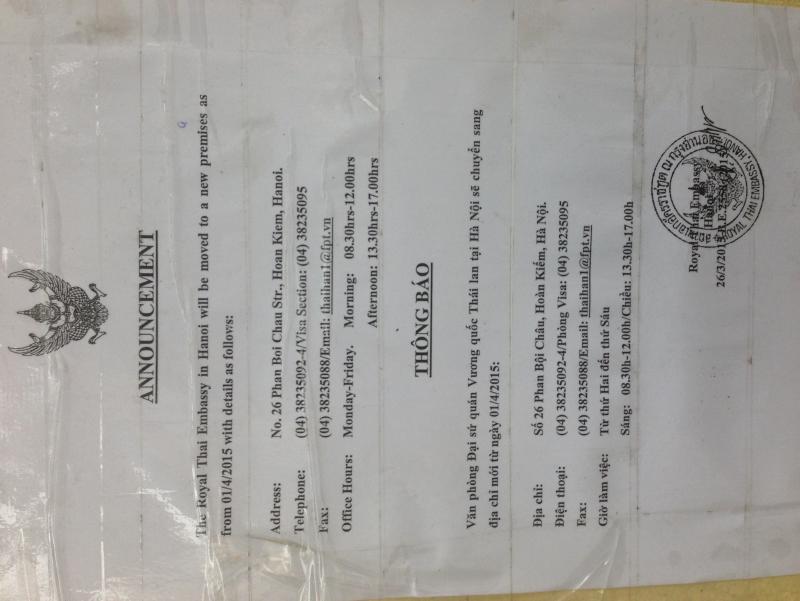 ANNOUNCEMENT
The Royal Thai Embassy in Hanoi will be moved to a new premises as
from 01/4/2015 with details as follows:
Address: No. 26 Phan Boi Chau Str., Hoan Kiem, Hanoi.
Telephone: (04) 38235092-4/Visa Section: (04) 38235095
Fax: (04) 38235088/Email: thaihan1@fpt.vn
Office Hours: Monday-Friday. Morning: 08.30hrs-12.00hrs
Afternoon: 13.30hrs-17.00hrs
THÔNG BÁO
Văn phòng Đại sứ quán Vương quốc Thái lan tại Hà Nội sẽ chuyển sang
địa chỉ mới từ ngày 01/4/2015:
Địa chỉ: Số 26 Phan Bội Châu, Hoàn Kiếm, Hà Nội.
Điện thoại: (04) 38235092-4/Phòng Visa: (04) 38235095
Fax: (04) 38235088/Email: thaihan1@fpt.vn
Giờ làm việc: Từ thứ Hai đến thứ Sáu
Sáng: 08.30h-12.00h/Chiều: 13.30h-17.00h
Royal Thai Embassy
Hanoi
26/3/2015
ROYAL THAI EMBASSY, HANOI